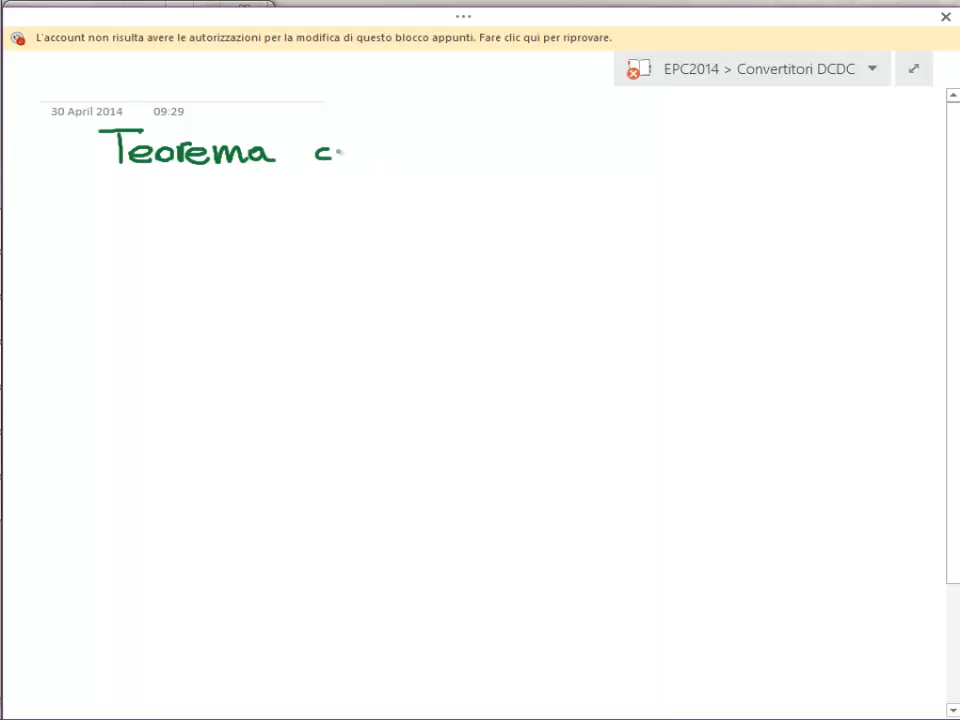 L'account non risulta avere le autorizzazioni per la modifica di questo blocco appunti. Fare clic qui per riprovare.
EPC2014 > Convertitori DCDC
30 April 2014 09:29
Teorema c